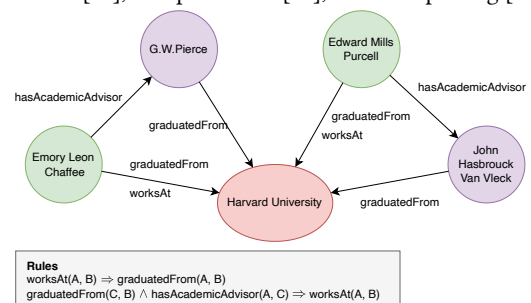 G.W.Pierce
Edward Mills
Purcell
hasAcademicAdvisor
hasAcademicAdvisor
graduatedFrom
graduatedFrom
worksAt
Emory Leon
Chaffee
graduatedFrom
worksAt
John
Hasbrouck
Van Vleck
Harvard University
graduatedFrom
Rules
worksAt(A, B) ⇒ graduatedFrom(A, B)
graduatedFrom(C, B) ∧ hasAcademicAdvisor(A, C) ⇒ worksAt(A, B)